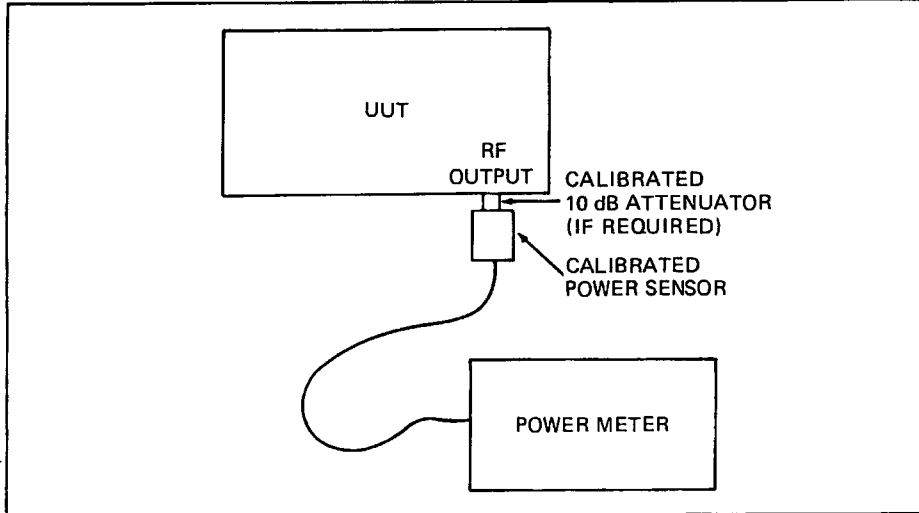 UUT
RF
OUTPUT
CALIBRATED
10 dB ATTENUATOR
(IF REQUIRED)
CALIBRATED
POWER SENSOR
POWER METER